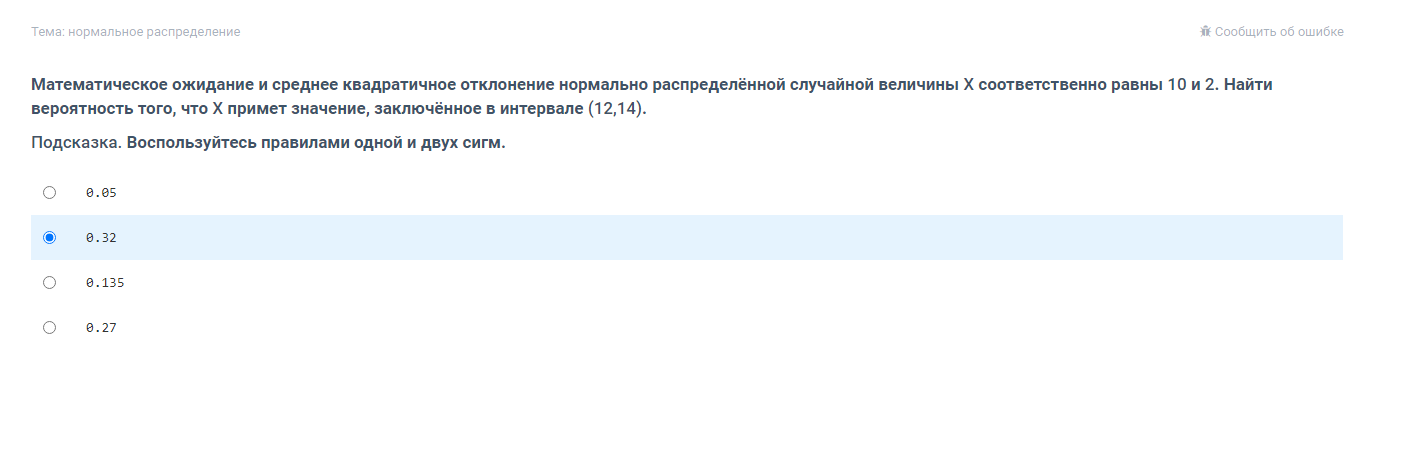 Тема: нормальное распределение
Сообщить об ошибке
Математическое ожидание и среднее квадратичное отклонение нормально распределённой случайной величины X соответственно равны 10 и 2. Найти
вероятность того, что X примет значение, заключённое в интервале (12,14).
Подсказка. Воспользуйтесь правилами одной и двух сигм.
0.05
0.32
0.135
0.27